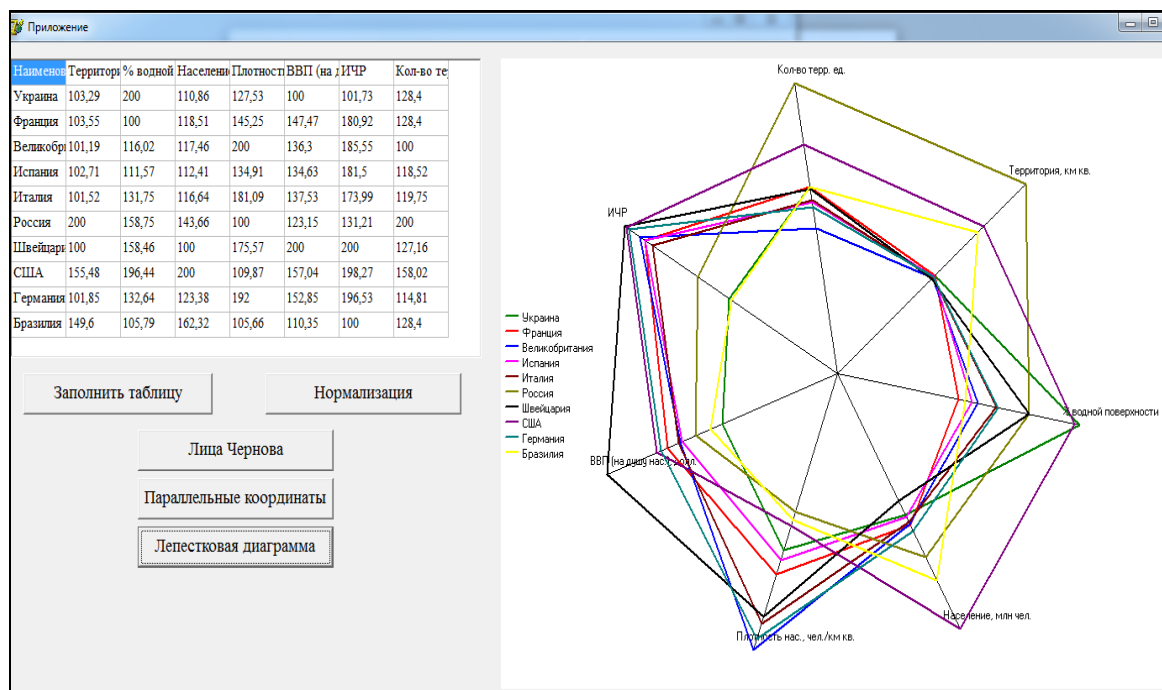 Приложение
Наименов Территори % водной Населени Плотност ВВП (на д ИЧР Кол-во те
Украина 103,29 200 110,86 127,53 100 101,73 128,4
Франция 103,55 100 118,51 145,25 147,47 180,92 128,4
Великобр 101,19 116,02 117,46 200 136,3 185,55 100
Испания 102,71 111,57 112,41 134,91 134,63 181,5 118,52
Италия 101,52 131,75 116,64 181,09 137,53 173,99 119,75
Россия 200 158,75 143,66 100 123,15 131,21 200
Швейцари 100 158,46 100 175,57 200 200 127,16
США 155,48 196,44 200 109,87 157,04 198,27 158,02
Германия 101,85 132,64 123,38 192 152,85 196,53 114,81
Бразилия 149,6 105,79 162,32 105,66 110,35 100 128,4
Заполнить таблицу
Нормализация
Лица Чернова
Параллельные координаты
Лепестковая диаграмма
Кол-во терр. ед.
Территория, км кв.
ИЧР
% водной поверхности
ВВП (на душу нас.), долл.
Население, млн чел.
Плотность нас., чел./км кв.
Украина
Франция
Великобритания
Испания
Италия
Россия
Швейцария
США
Германия
Бразилия